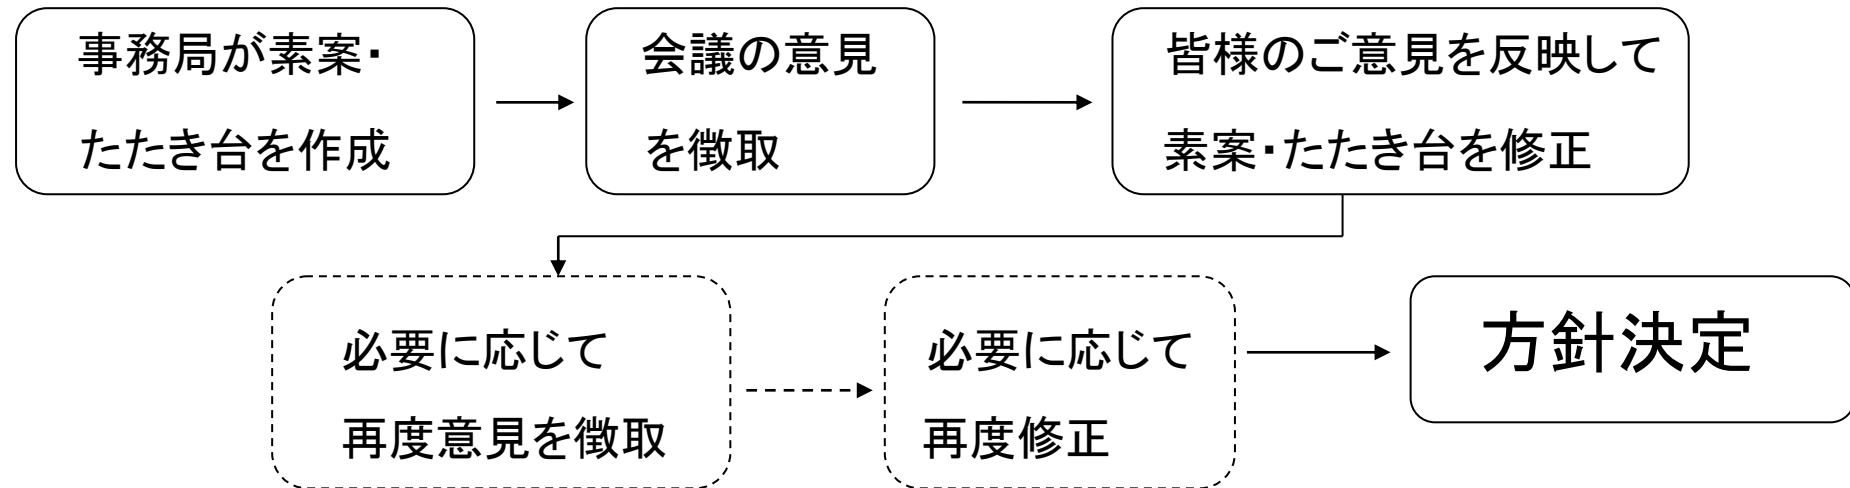 事務局が素案・
たたき台を作成
会議の意見
を徴取
皆様のご意見を反映して
素案・たたき台を修正
必要に応じて
再度意見を徴取
必要に応じて
再度修正
方針決定